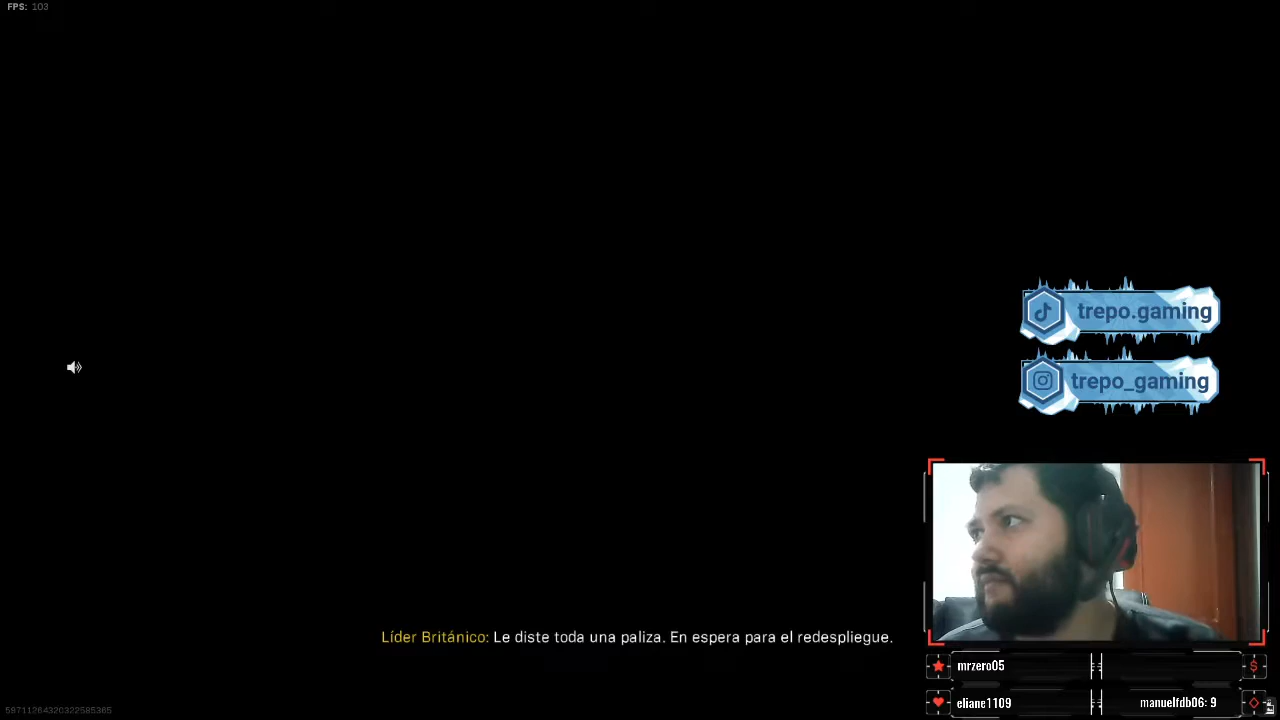 FPS: 103
trepo.gaming
trepo_gaming
Líder Británico: Le diste toda una paliza. En espera para el redespliegue.
mrzero05
eliane1109
manuelfdb06: 9